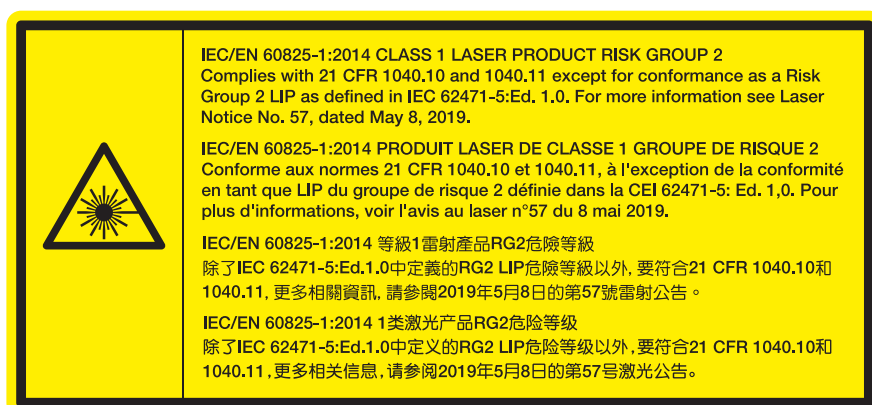 IEC/EN 60825-1:2014 CLASS 1 LASER PRODUCT RISK GROUP 2
Complies with 21 CFR 1040.10 and 1040.11 except for conformance as a Risk
Group 2 LIP as defined in IEC 62471-5:Ed. 1.0. For more information see Laser
Notice No. 57, dated May 8, 2019.
IEC/EN 60825-1:2014 PRODUIT LASER DE CLASSE 1 GROUPE DE RISQUE 2
Conforme aux normes 21 CFR 1040.10 et 1040.11, à l'exception de la conformité
en tant que LIP du groupe de risque 2 définie dans la CEI 62471-5: Ed. 1,0. Pour
plus d'informations, voir l'avis au laser n°57 du 8 mai 2019.
IEC/EN 60825-1:2014 等級1雷射產品RG2危險等級
除了IEC 62471-5:Ed.1.0中定義的RG2 LIP危險等級以外, 要符合21 CFR 1040.10和
1040.11, 更多相關資訊, 請參閱2019年5月8日的第57號雷射公告。
IEC/EN 60825-1:2014 1类激光产品RG2危险等级
除了IEC 62471-5:Ed.1.0中定义的RG2 LIP危险等级以外,要符合21 CFR 1040.10和
1040.11,更多相关信息,请参阅2019年5月8日的第57号激光公告。